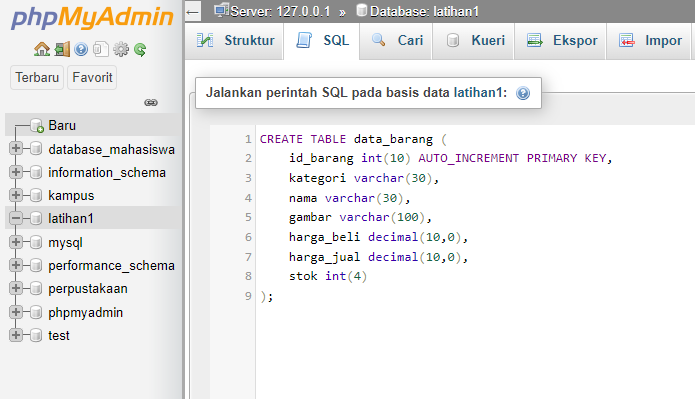 phpMyAdmin
Terbaru Favorit
Baru
database_mahasiswa
information_schema
kampus
latihan1
mysql
performance_schema
perpustakaan
phpmyadmin
test
Server: 127.0.0.1 » Database: latihan1
Struktur SQL Cari Kueri Ekspor Impor
Jalankan perintah SQL pada basis data latihan1:
1 CREATE TABLE data_barang (
2 id_barang int(10) AUTO_INCREMENT PRIMARY KEY,
3 kategori varchar(30),
4 nama varchar(30),
5 gambar varchar(100),
6 harga_beli decimal(10,0),
7 harga_jual decimal(10,0),
8 stok int(4)
9 );